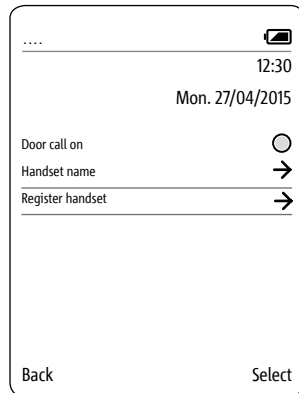 ....
12:30
Mon. 27/04/2015
Door call on
Handset name
Register handset
Back Select